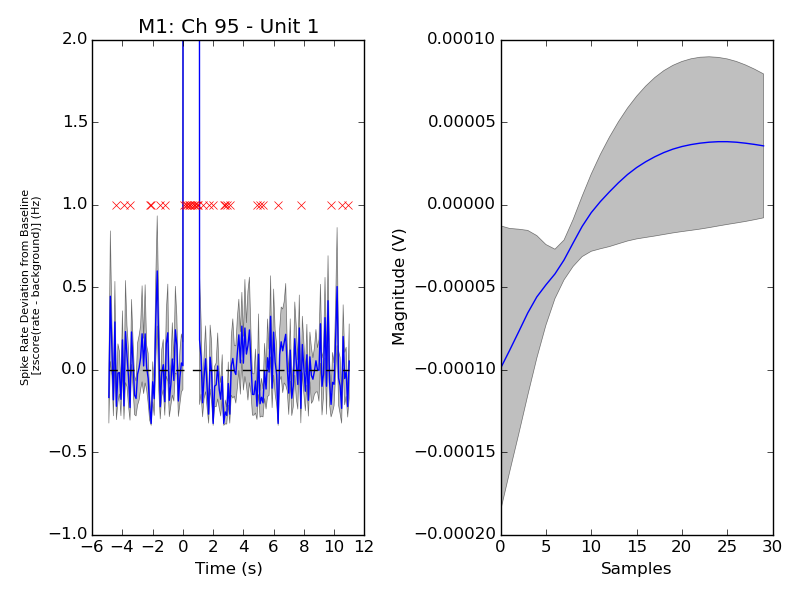 M1: Ch 95 - Unit 1
Spike Rate Deviation from Baseline
[zscore(rate - background)] (Hz)
2.0
1.5
1.0
0.5
0.0
−0.5
−1.0
−6 −4 −2 0 2 4 6 8 10 12
Time (s)
Magnitude (V)
0.00010
0.00005
0.00000
−0.00005
−0.00010
−0.00015
−0.00020
0 5 10 15 20 25 30
Samples